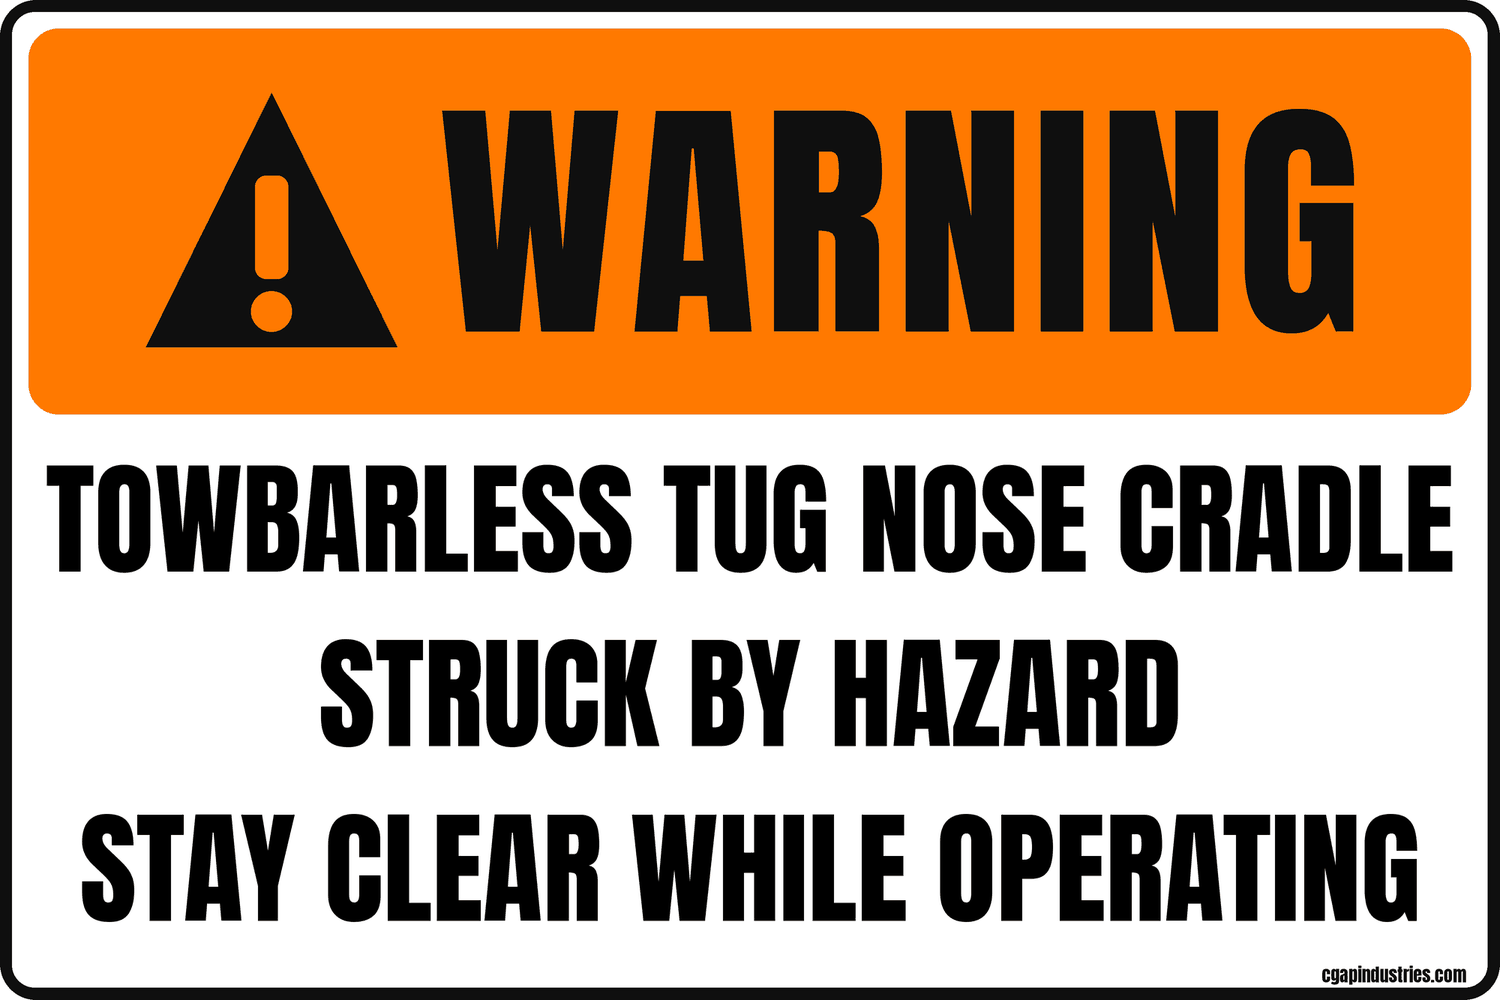 WARNING
TOWBARLESS TUG NOSE CRADLE
STRUCK BY HAZARD
STAY CLEAR WHILE OPERATING
cgapindustries.com